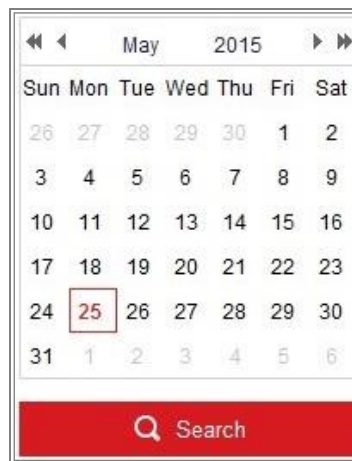 May 2015
Sun Mon Tue Wed Thu Fri Sat
26 27 28 29 30 1 2
3 4 5 6 7 8 9
10 11 12 13 14 15 16
17 18 19 20 21 22 23
24 25 26 27 28 29 30
31 1 2 3 4 5 6
Search